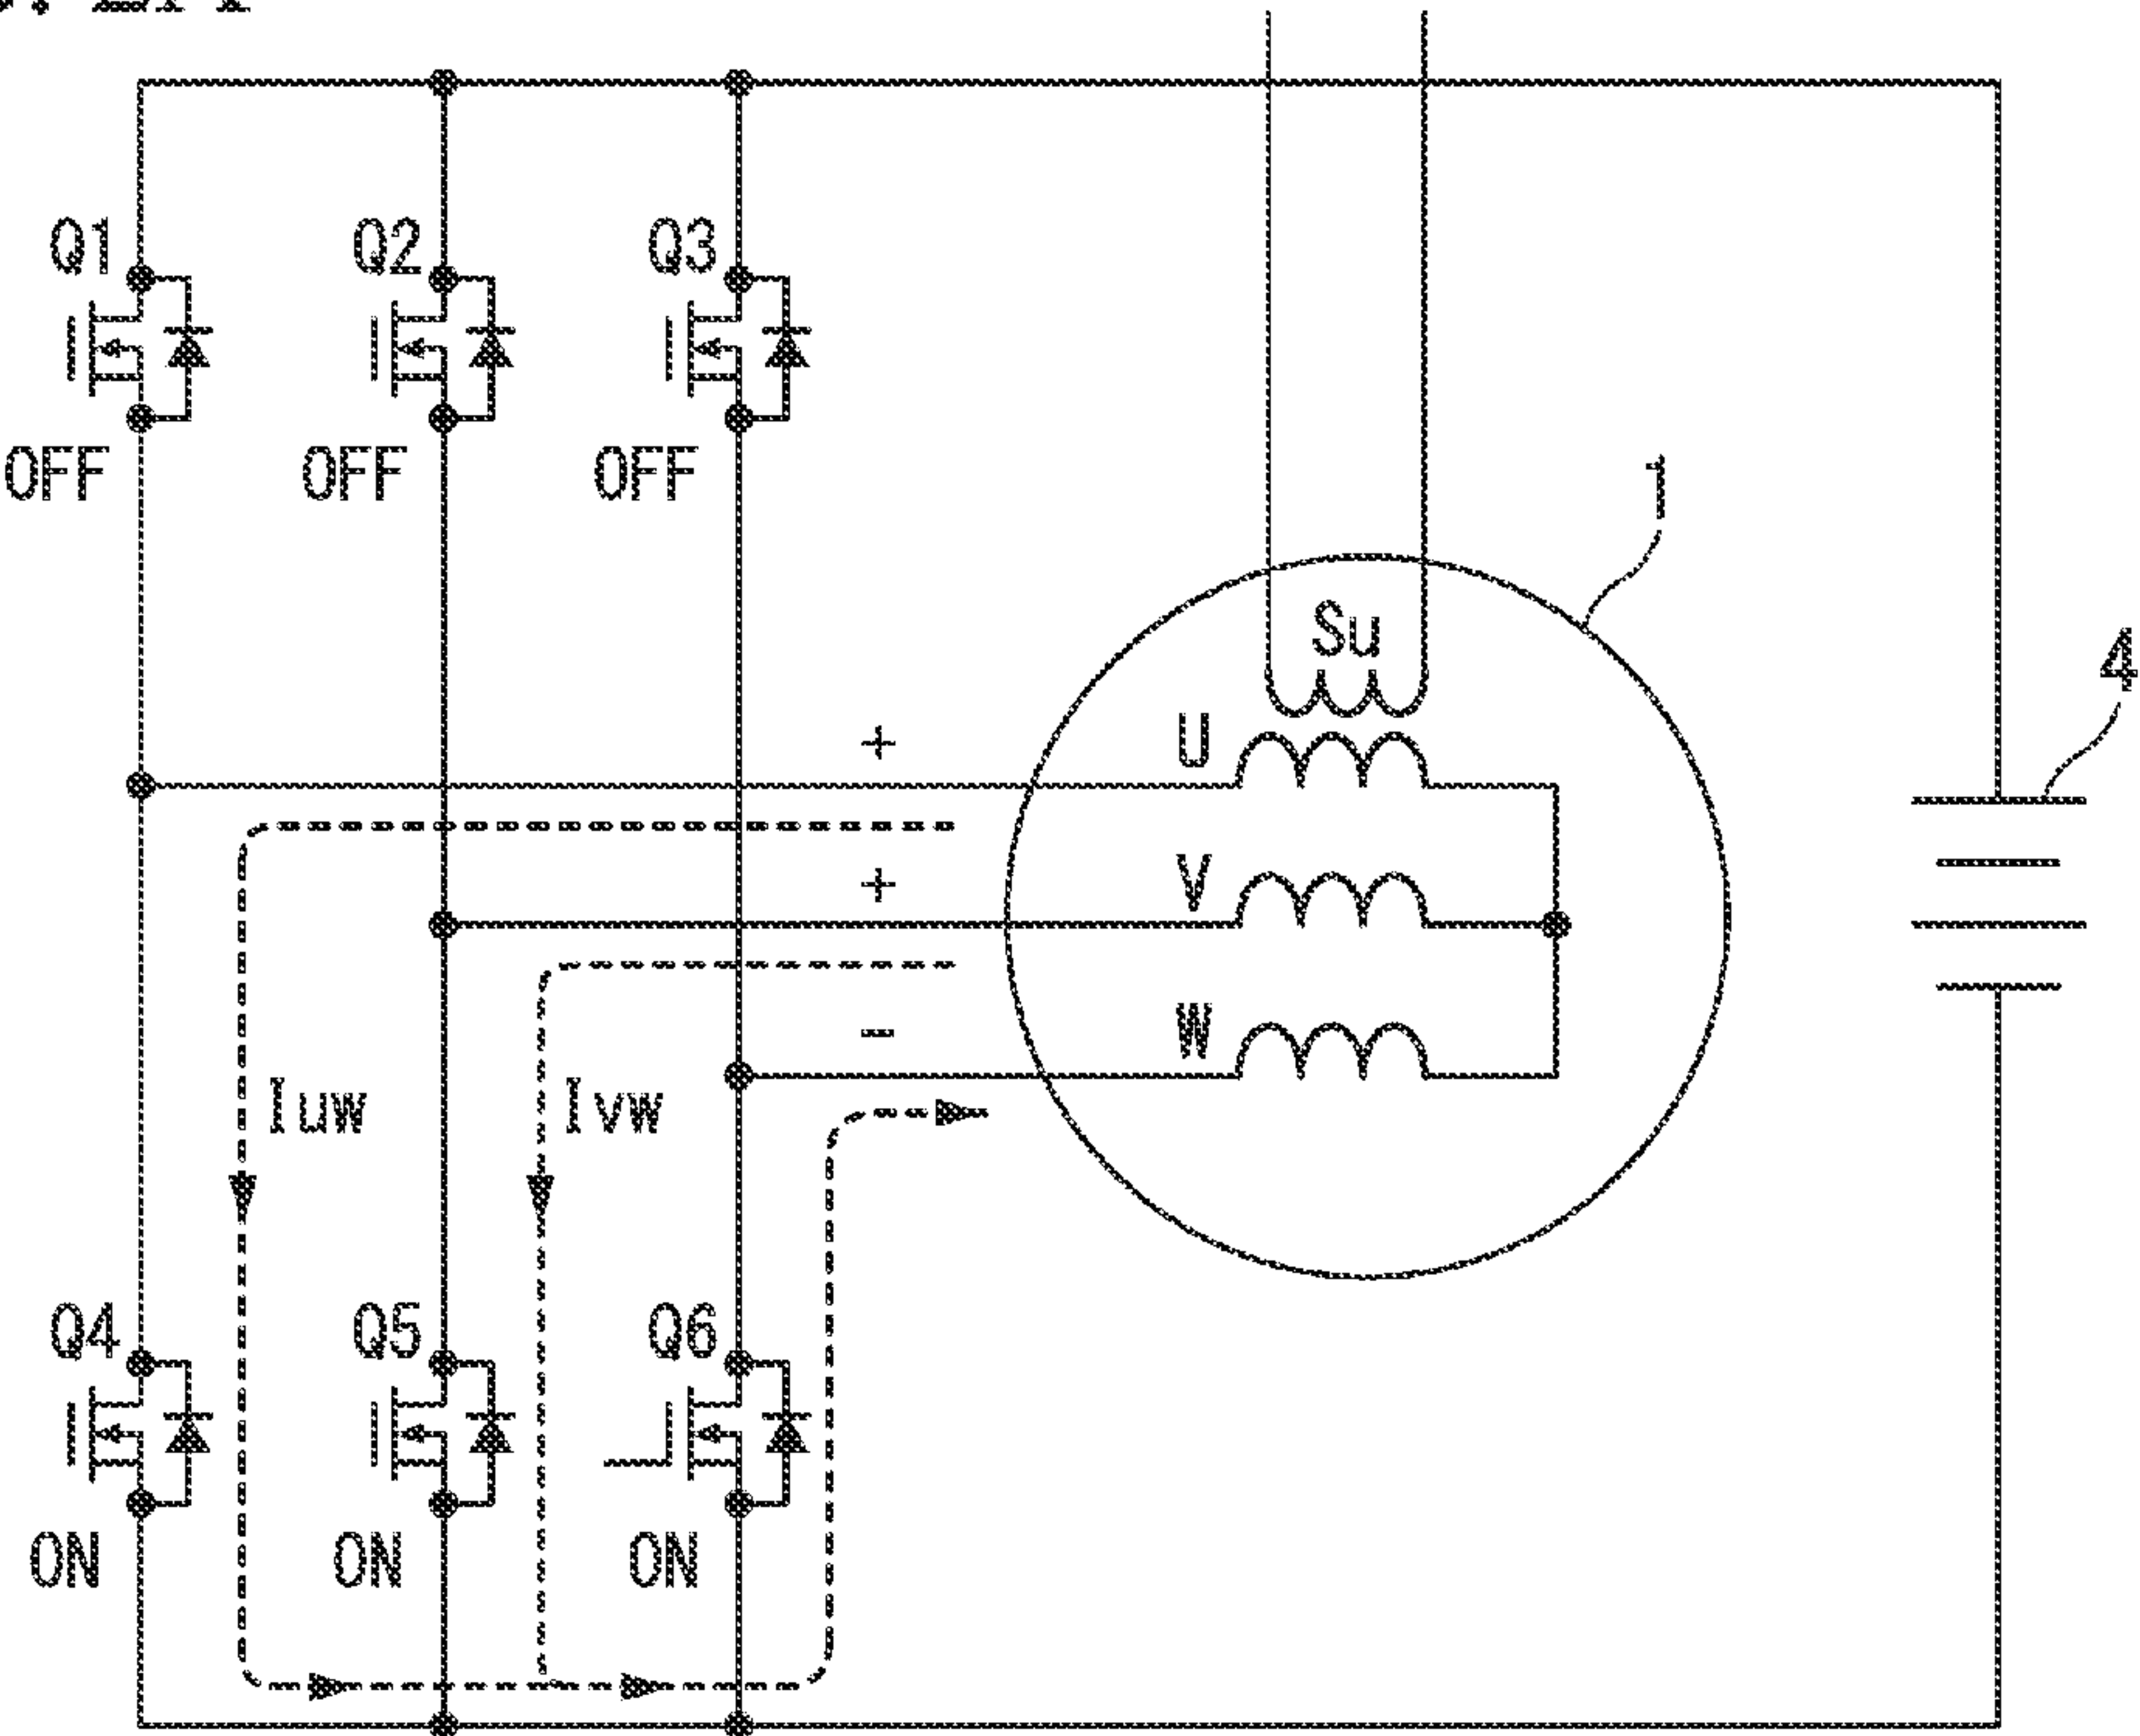 Q1 Q2 Q3
OFF OFF OFF
1
Su
4
+ U
+ V
- W
Iuw Ivw
Q4 Q5 Q6
ON ON ON